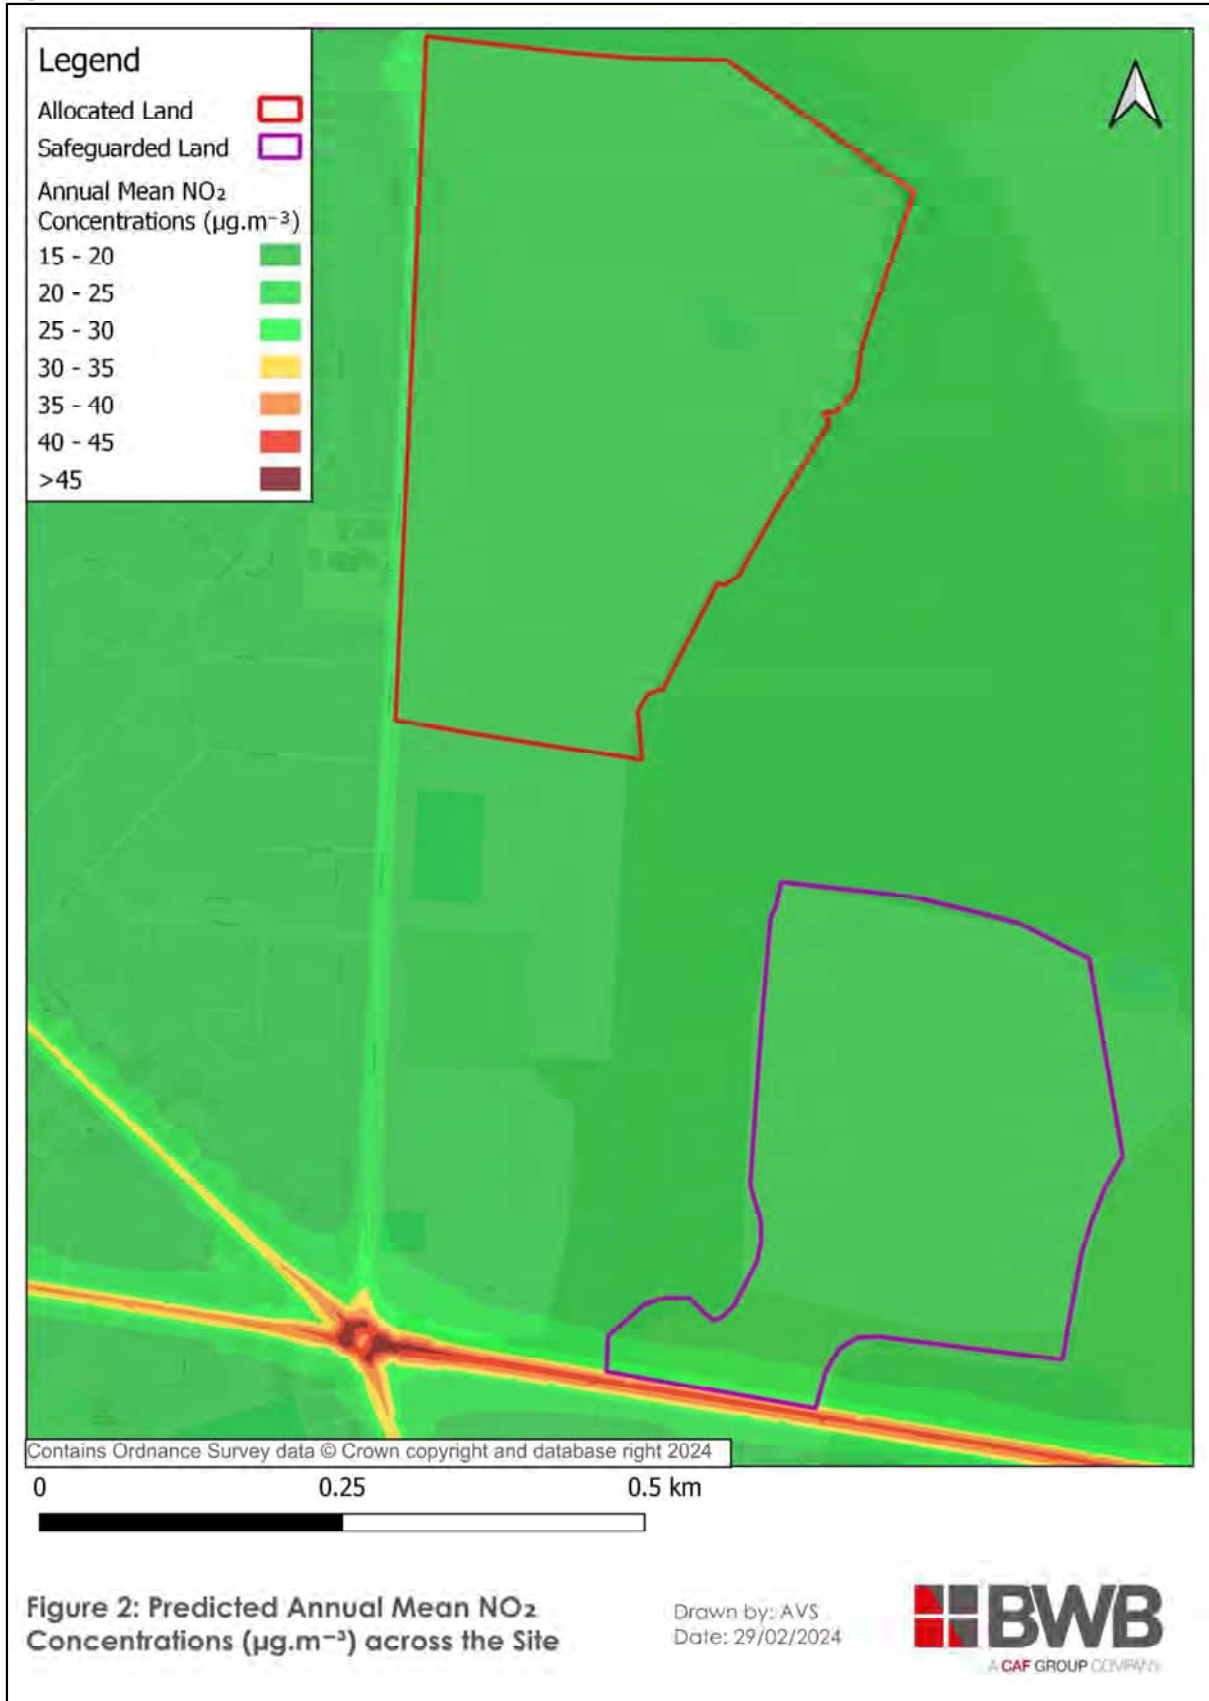 Legend
Allocated Land
Safeguarded Land
Annual Mean NO₂
Concentrations (µg.m⁻³)
15 - 20
20 - 25
25 - 30
30 - 35
35 - 40
40 - 45
>45
Contains Ordnance Survey data © Crown copyright and database right 2024
0 0.25 0.5 km
Figure 2: Predicted Annual Mean NO₂
Concentrations (µg.m⁻³) across the Site
Drawn by: AVS
Date: 29/02/2024
BWB
A CAF GROUP COMPANY